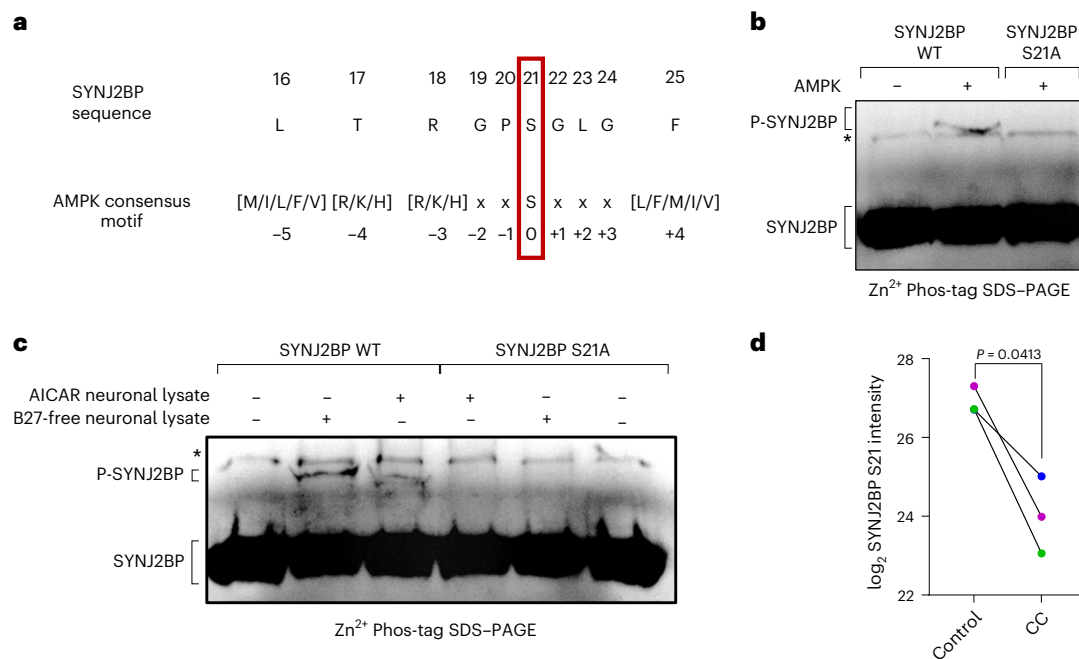 a
SYNJ2BP sequence
16 17 18 19 20 21 22 23 24 25
L T R G P S G L G F
AMPK consensus motif
[M/I/L/F/V] [R/K/H] [R/K/H] x x S x x x [L/F/M/I/V]
–5 –4 –3 –2 –1 0 +1 +2 +3 +4
b
SYNJ2BP WT
SYNJ2BP S21A
AMPK – + +
P-SYNJ2BP
*
SYNJ2BP
Zn2+ Phos-tag SDS–PAGE
c
SYNJ2BP WT SYNJ2BP S21A
AICAR neuronal lysate – – + + – –
B27-free neuronal lysate – + – – + –
*
P-SYNJ2BP
SYNJ2BP
Zn2+ Phos-tag SDS–PAGE
d
P = 0.0413
log2 SYNJ2BP S21 intensity
28
26
24
22
Control CC